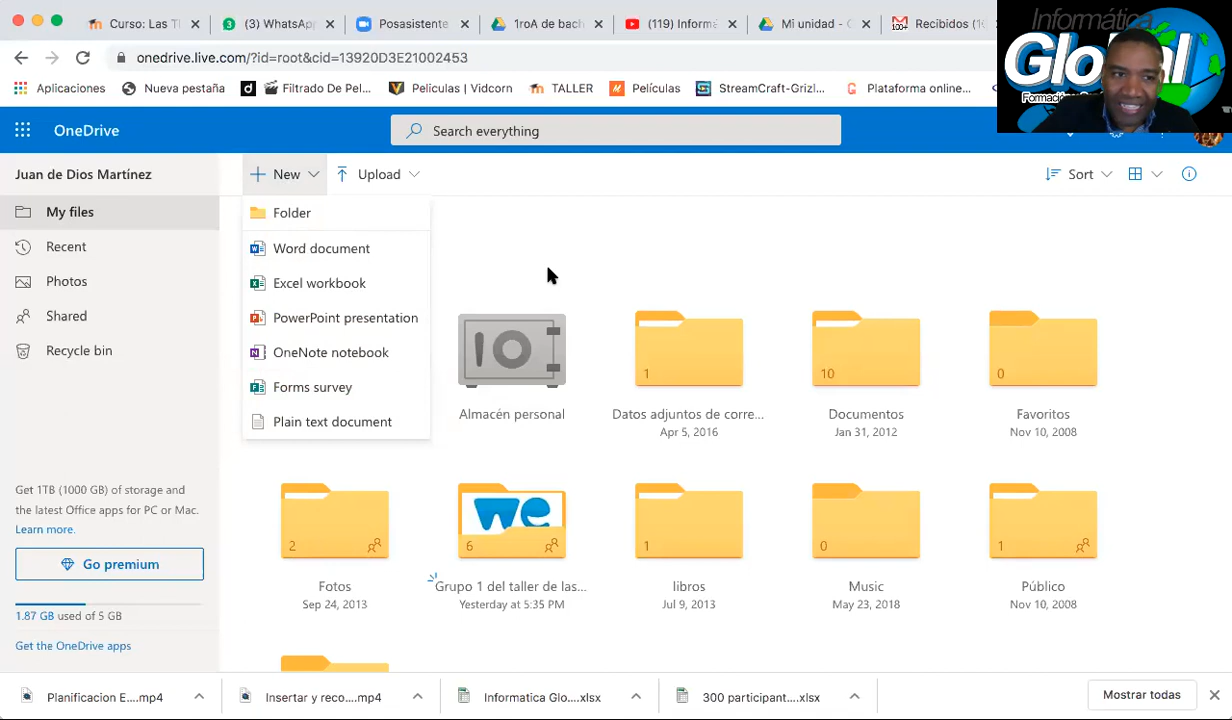 Curso: Las T
(3) WhatsAp
Posasistente
1roA de bach
(119) Inform
Mi unidad -
Recibidos (1
onedrive.live.com/?id=root&cid=13920D3E21002453
Aplicaciones
Nueva pestaña
Filtrado De Pel...
Peliculas | Vidcorn
TALLER
Películas
StreamCraft-Grizl...
Plataforma online...
Informática
Global
OneDrive
Search everything
Juan de Dios Martínez
New
Upload
Sort
My files
Recent
Photos
Shared
Recycle bin
Folder
Word document
Excel workbook
PowerPoint presentation
OneNote notebook
Forms survey
Plain text document
Almacén personal
1
Datos adjuntos de corre...
Apr 5, 2016
10
Documentos
Jan 31, 2012
0
Favoritos
Nov 10, 2008
2
Fotos
Sep 24, 2013
we
6
Grupo 1 del taller de las...
Yesterday at 5:35 PM
1
libros
Jul 9, 2013
0
Music
May 23, 2018
1
Público
Nov 10, 2008
Get 1TB (1000 GB) of storage and
the latest Office apps for PC or Mac.
Learn more.
Go premium
1.87 GB used of 5 GB
Get the OneDrive apps
Planificacion E....mp4
Insertar y reco....mp4
Informatica Glo....xlsx
300 participant....xlsx
Mostrar todas